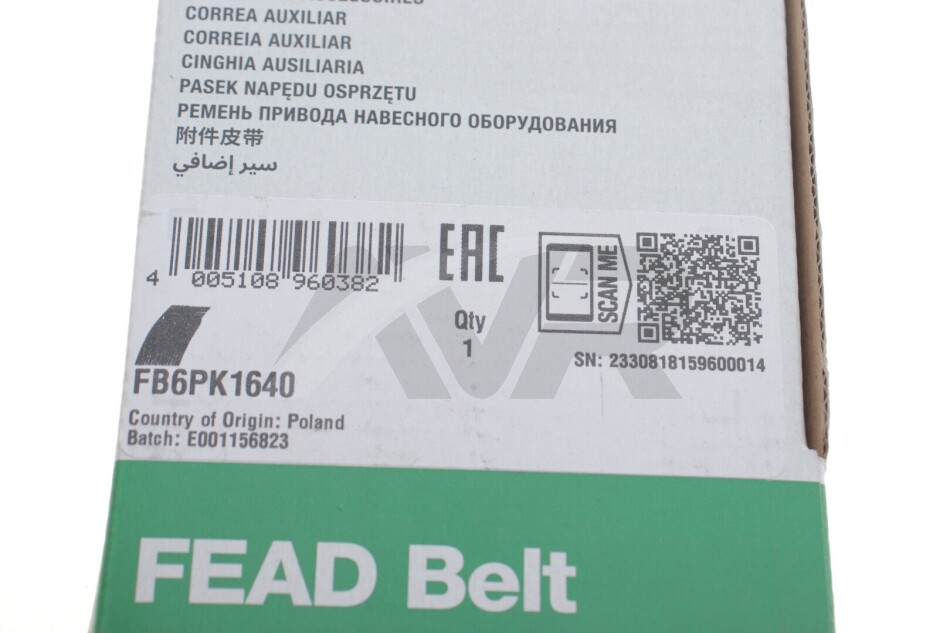 CORREA AUXILIAR
CORREIA AUXILIAR
CINGHIA AUSILIARIA
PASEK NAPĘDU OSPRZĘTU
РЕМЕНЬ ПРИВОДА НАВЕСНОГО ОБОРУДОВАНИЯ
附件皮带
سير إضافي
4 005108 960382
EAC
Qty
1
SCAN ME
SN: 2330818159600014
FB6PK1640
Country of Origin: Poland
Batch: E001156823
FEAD Belt